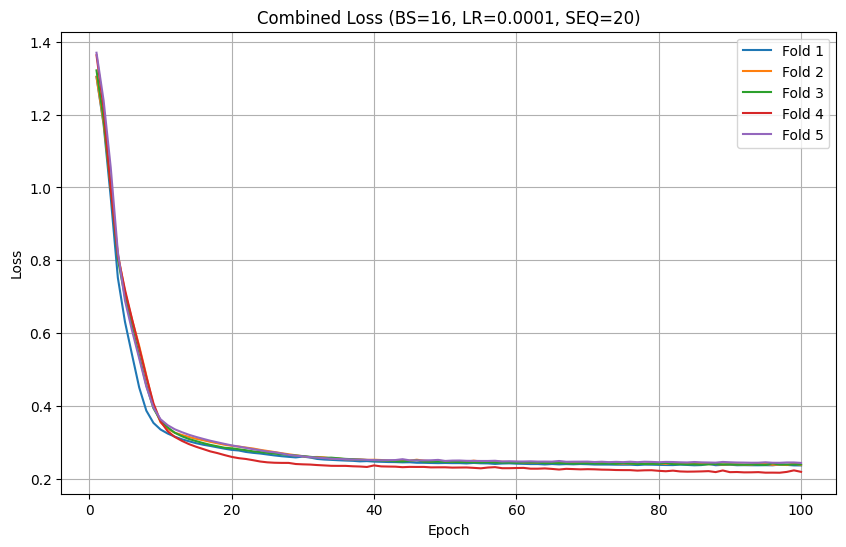 Combined Loss (BS=16, LR=0.0001, SEQ=20)
Fold 1
Fold 2
Fold 3
Fold 4
Fold 5
Loss
1.4
1.2
1.0
0.8
0.6
0.4
0.2
0 20 40 60 80 100
Epoch